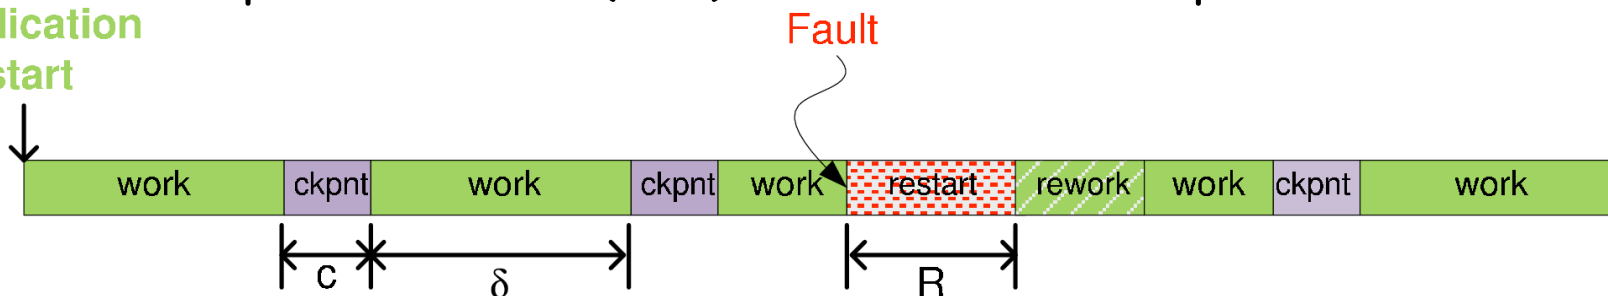 lication
start
Fault
work ckpnt work ckpnt work restart rework work ckpnt work
c δ R